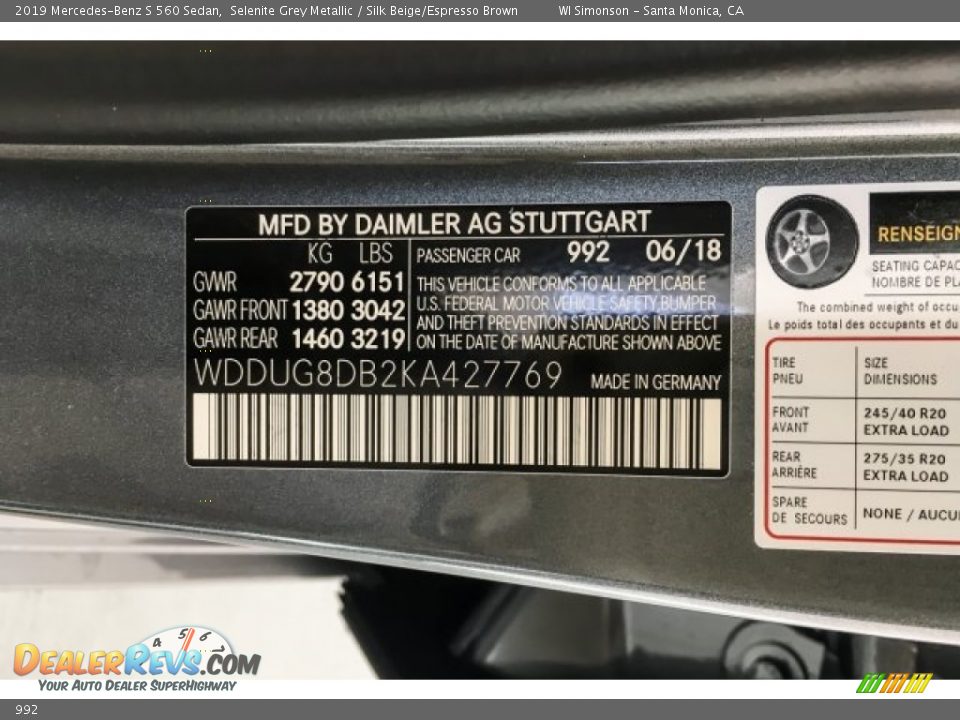 2019 Mercedes-Benz S 560 Sedan, Selenite Grey Metallic / Silk Beige/Espresso Brown WI Simonson - Santa Monica, CA
MFD BY DAIMLER AG STUTTGART
KG LBS
GVWR 2790 6151
GAWR FRONT 1380 3042
GAWR REAR 1460 3219
PASSENGER CAR 992 06/18
THIS VEHICLE CONFORMS TO ALL APPLICABLE
U.S. FEDERAL MOTOR VEHICLE SAFETY BUMPER
AND THEFT PREVENTION STANDARDS IN EFFECT
ON THE DATE OF MANUFACTURE SHOWN ABOVE
WDDUG8DB2KA427769 MADE IN GERMANY
RENSEIGN
SEATING CAPAC
NOMBRE DE PL
The combined weight of occu
Le poids total des occupants et du
TIRE SIZE
PNEU DIMENSIONS
FRONT 245/40 R20
AVANT EXTRA LOAD
REAR 275/35 R20
ARRIÈRE EXTRA LOAD
SPARE
DE SECOURS NONE / AUCU
4 5 6
DEALERREVS.COM
YOUR AUTO DEALER SUPERHIGHWAY
992